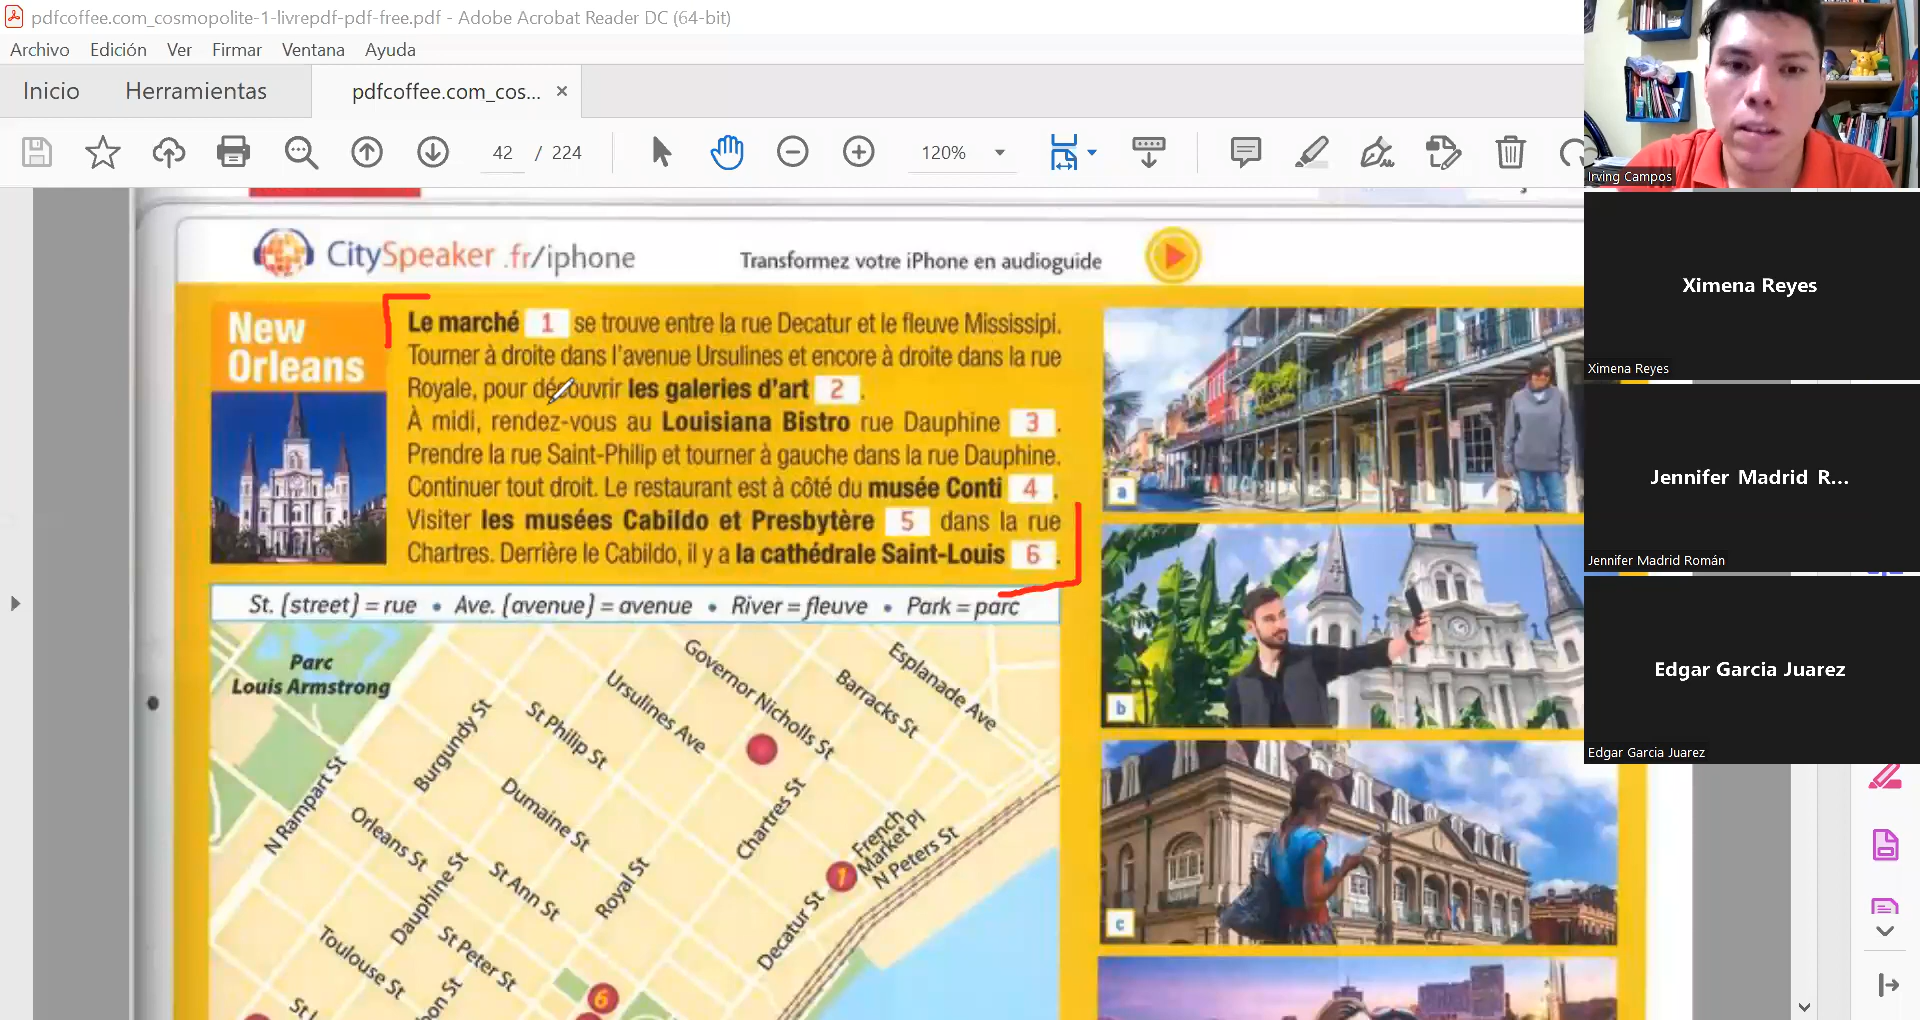 pdfcoffee.com_cosmopolite-1-livrepdf-pdf-free.pdf - Adobe Acrobat Reader DC (64-bit)
Archivo Edición Ver Firmar Ventana Ayuda
Inicio Herramientas pdfcoffee.com_cos... ×
42 / 224 120%
CitySpeaker .fr/iphone Transformez votre iPhone en audioguide
New
Orleans
Le marché 1 se trouve entre la rue Decatur et le fleuve Mississipi.
Tourner à droite dans l'avenue Ursulines et encore à droite dans la rue
Royale, pour découvrir les galeries d'art 2 .
À midi, rendez-vous au Louisiana Bistro rue Dauphine 3 .
Prendre la rue Saint-Philip et tourner à gauche dans la rue Dauphine.
Continuer tout droit. Le restaurant est à côté du musée Conti 4 .
Visiter les musées Cabildo et Presbytère 5 dans la rue
Chartres. Derrière le Cabildo, il y a la cathédrale Saint-Louis 6 .
St. (street) = rue • Ave. (avenue) = avenue • River = fleuve • Park = parc
Parc
Louis Armstrong
N Rampart St
Burgundy St
St Philip St
Ursulines Ave
Governor Nicholls St
Barracks St
Esplanade Ave
Orleans St
Dumaine St
Chartres St
French
Market Pl
N Peters St
1
Dauphine St
St Ann St
Royal St
Decatur St
Toulouse St
St Peter St
6
a
b
c
Irving Campos
Ximena Reyes
Ximena Reyes
Jennifer Madrid R...
Jennifer Madrid Román
Edgar Garcia Juarez
Edgar Garcia Juarez